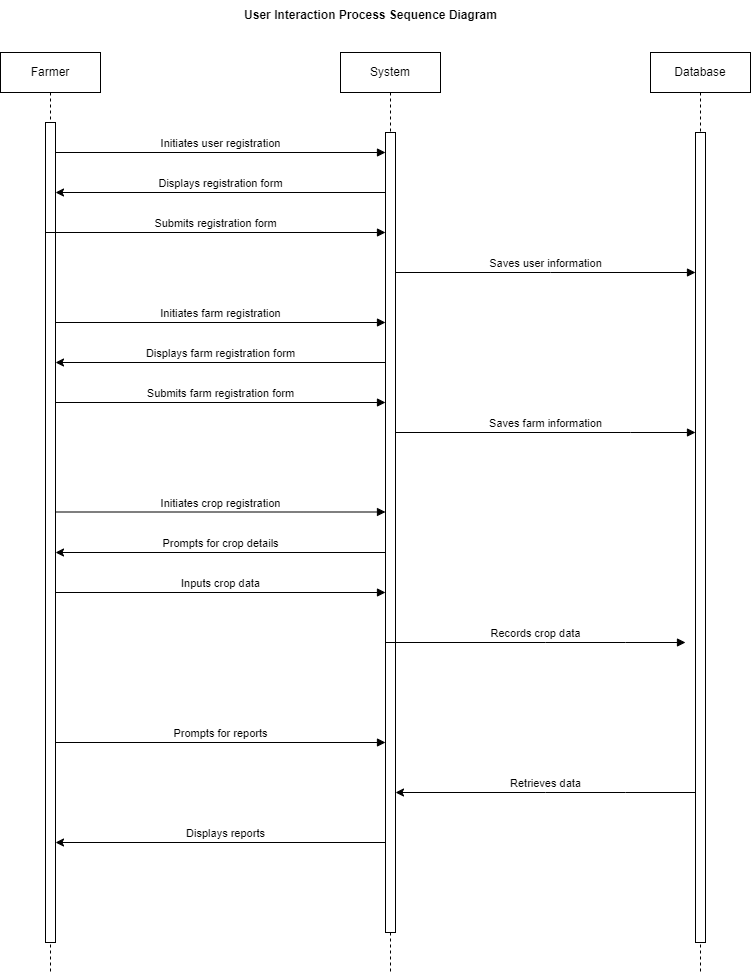 User Interaction Process Sequence Diagram
Farmer
System
Database
Initiates user registration
Displays registration form
Submits registration form
Saves user information
Initiates farm registration
Displays farm registration form
Submits farm registration form
Saves farm information
Initiates crop registration
Prompts for crop details
Inputs crop data
Records crop data
Prompts for reports
Retrieves data
Displays reports